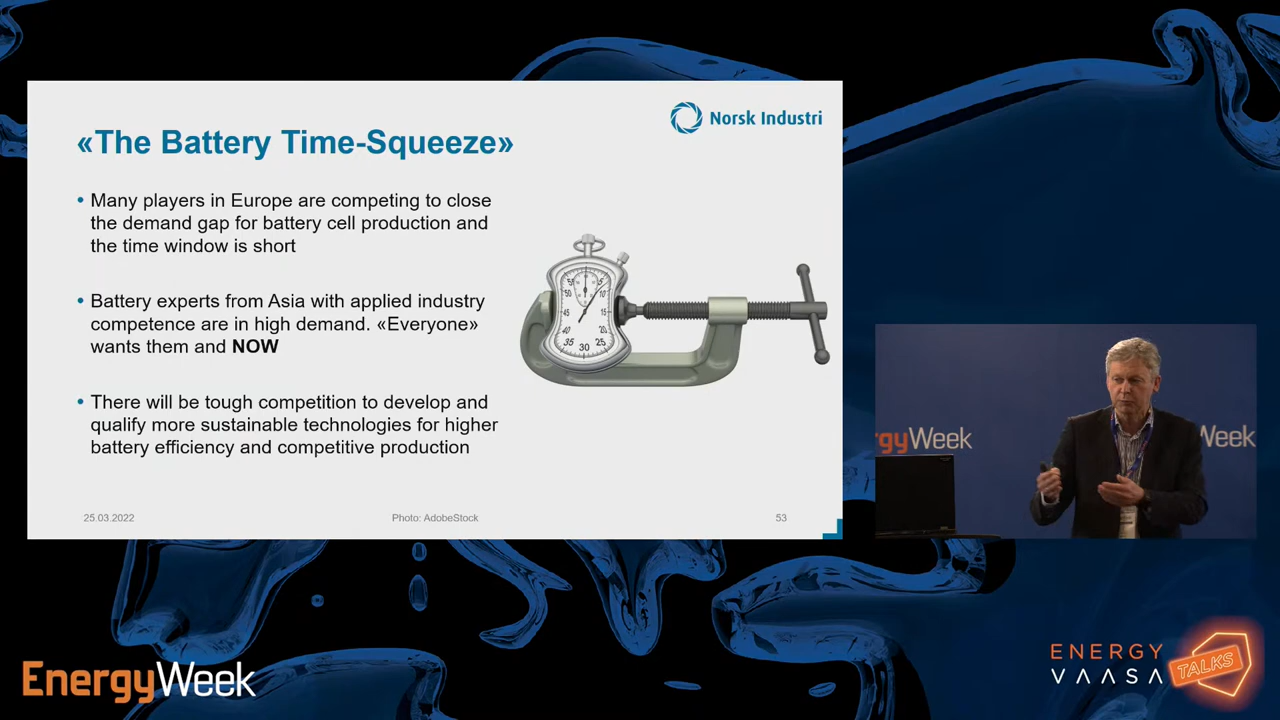 «The Battery Time-Squeeze»
Norsk Industri
• Many players in Europe are competing to close
the demand gap for battery cell production and
the time window is short
• Battery experts from Asia with applied industry
competence are in high demand. «Everyone»
wants them and NOW
• There will be tough competition to develop and
qualify more sustainable technologies for higher
battery efficiency and competitive production
25.03.2022
Photo: AdobeStock
53
gyWeek
Week
EnergyWeek
ENERGY
VAASA
TALKS